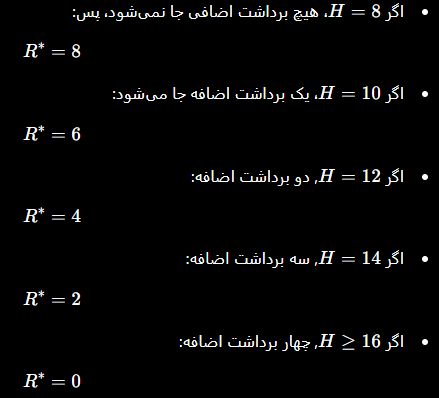 • اگر H = 8، هیچ برداشت اضافی جا نمی‌شود، پس:
R* = 8
• اگر H = 10، یک برداشت اضافه جا می‌شود:
R* = 6
• اگر H = 12, دو برداشت اضافه:
R* = 4
• اگر H = 14, سه برداشت اضافه:
R* = 2
• اگر H ≥ 16, چهار برداشت اضافه:
R* = 0